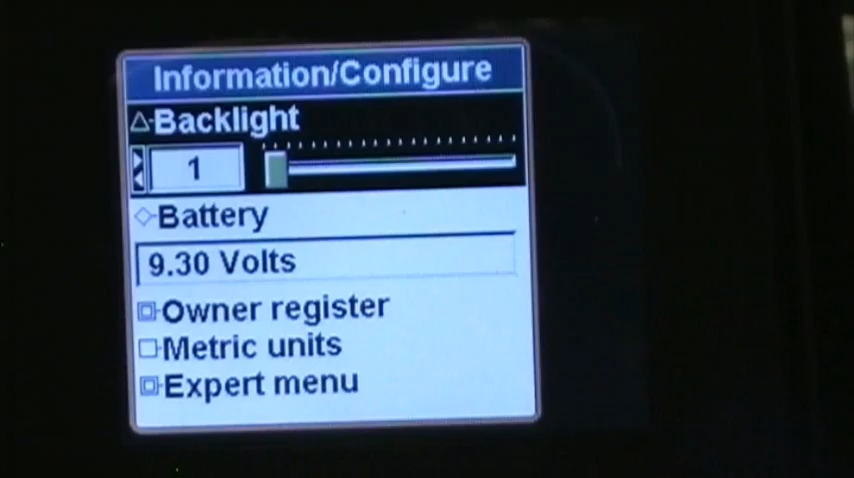 Information/Configure
Backlight
1
Battery
9.30 Volts
Owner register
Metric units
Expert menu